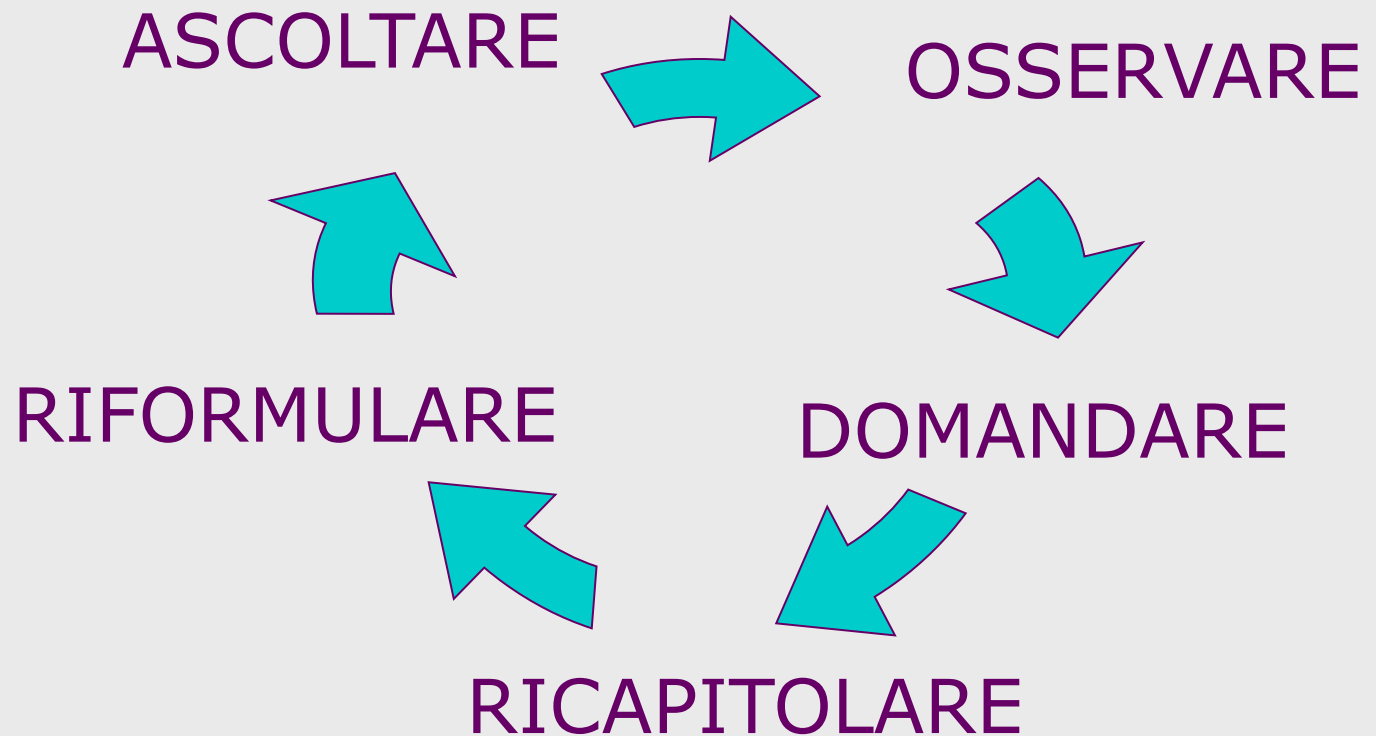 ASCOLTARE
OSSERVARE
RIFORMULARE
DOMANDARE
RICAPITOLARE